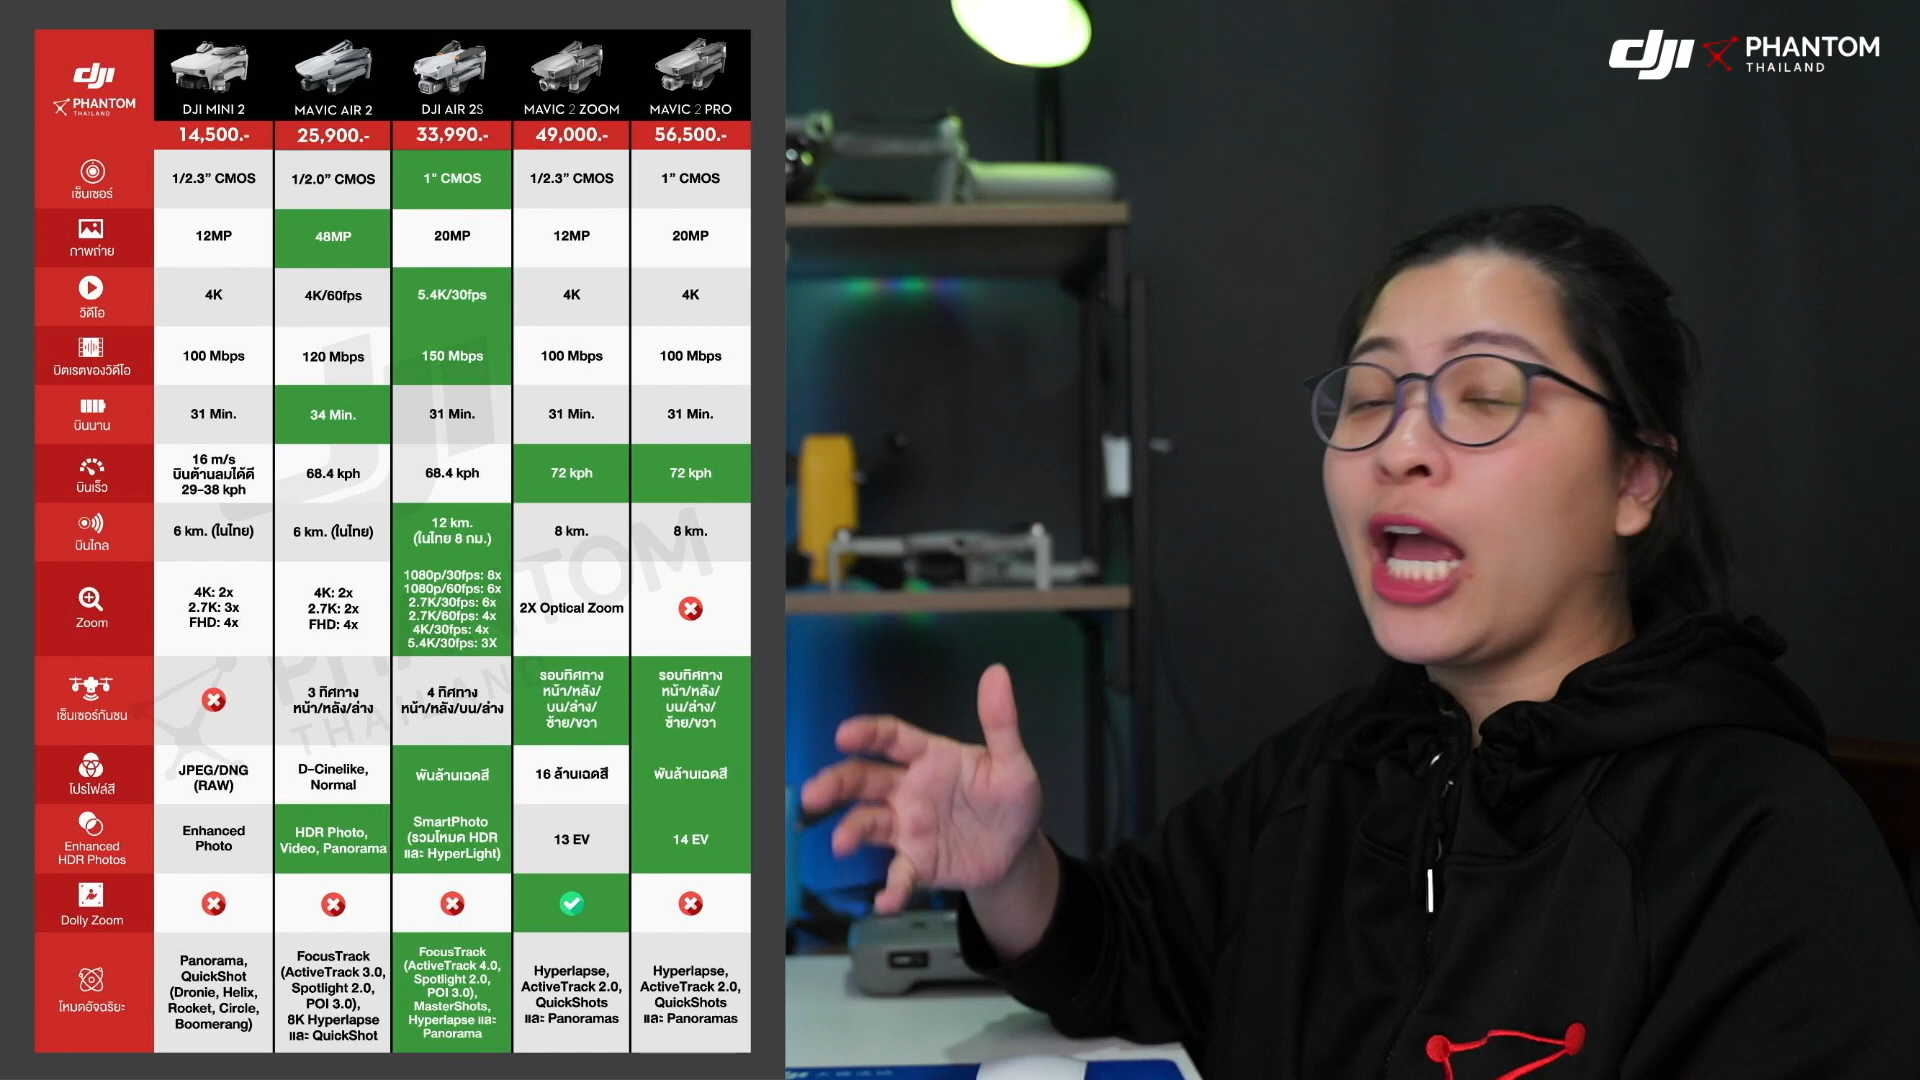 dji
PHANTOM
THAILAND
DJI MINI 2
MAVIC AIR 2
DJI AIR 2S
MAVIC 2 ZOOM
MAVIC 2 PRO
14,500.-
25,900.-
33,990.-
49,000.-
56,500.-
เซ็นเซอร์
1/2.3” CMOS
1/2.0” CMOS
1" CMOS
1/2.3” CMOS
1” CMOS
ภาพถ่าย
12MP
48MP
20MP
12MP
20MP
วิดีโอ
4K
4K/60fps
5.4K/30fps
4K
4K
บิตเรตของวิดีโอ
100 Mbps
120 Mbps
150 Mbps
100 Mbps
100 Mbps
บินนาน
31 Min.
34 Min.
31 Min.
31 Min.
31 Min.
บินเร็ว
16 m/s
บินต้านลมได้ดี
29-38 kph
68.4 kph
68.4 kph
72 kph
72 kph
บินไกล
6 km. (ในไทย)
6 km. (ในไทย)
12 km.
(ในไทย 8 กม.)
8 km.
8 km.
Zoom
4K: 2x
2.7K: 3x
FHD: 4x
4K: 2x
2.7K: 2x
FHD: 4x
1080p/30fps: 8x
1080p/60fps: 6x
2.7K/30fps: 6x
2.7K/60fps: 4x
4K/30fps: 4x
5.4K/30fps: 3X
2X Optical Zoom
เซ็นเซอร์กันชน
3 ทิศทาง
หน้า/หลัง/ล่าง
4 ทิศทาง
หน้า/หลัง/บน/ล่าง
รอบทิศทาง
หน้า/หลัง/
บน/ล่าง/
ซ้าย/ขวา
รอบทิศทาง
หน้า/หลัง/
บน/ล่าง/
ซ้าย/ขวา
โปรไฟล์สี
JPEG/DNG
(RAW)
D-Cinelike,
Normal
พันล้านเฉดสี
16 ล้านเฉดสี
พันล้านเฉดสี
Enhanced
HDR Photos
Enhanced
Photo
HDR Photo,
Video, Panorama
SmartPhoto
(รวมโหมด HDR
และ HyperLight)
13 EV
14 EV
Dolly Zoom
โหมดอัจฉริยะ
Panorama,
QuickShot
(Dronie, Helix,
Rocket, Circle,
Boomerang)
FocusTrack
(ActiveTrack 3.0,
Spotlight 2.0,
POI 3.0),
8K Hyperlapse
และ QuickShot
FocusTrack
(ActiveTrack 4.0,
Spotlight 2.0,
POI 3.0),
MasterShots,
Hyperlapse และ
Panorama
Hyperlapse,
ActiveTrack 2.0,
QuickShots
และ Panoramas
Hyperlapse,
ActiveTrack 2.0,
QuickShots
และ Panoramas
dji
PHANTOM
THAILAND
dji
PHANTOM
THAILAND